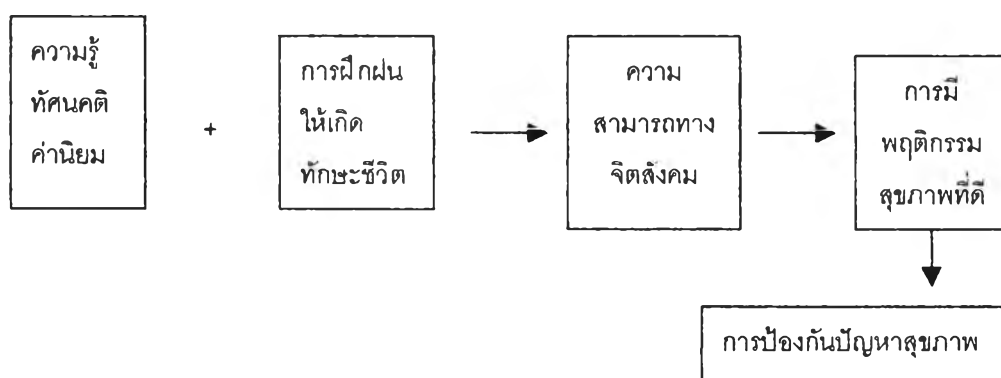 ความรู้
ทัศนคติ
ค่านิยม
+
การฝึกฝน
ให้เกิด
ทักษะชีวิต
ความ
สามารถทาง
จิตสังคม
การมี
พฤติกรรม
สุขภาพที่ดี
การป้องกันปัญหาสุขภาพ